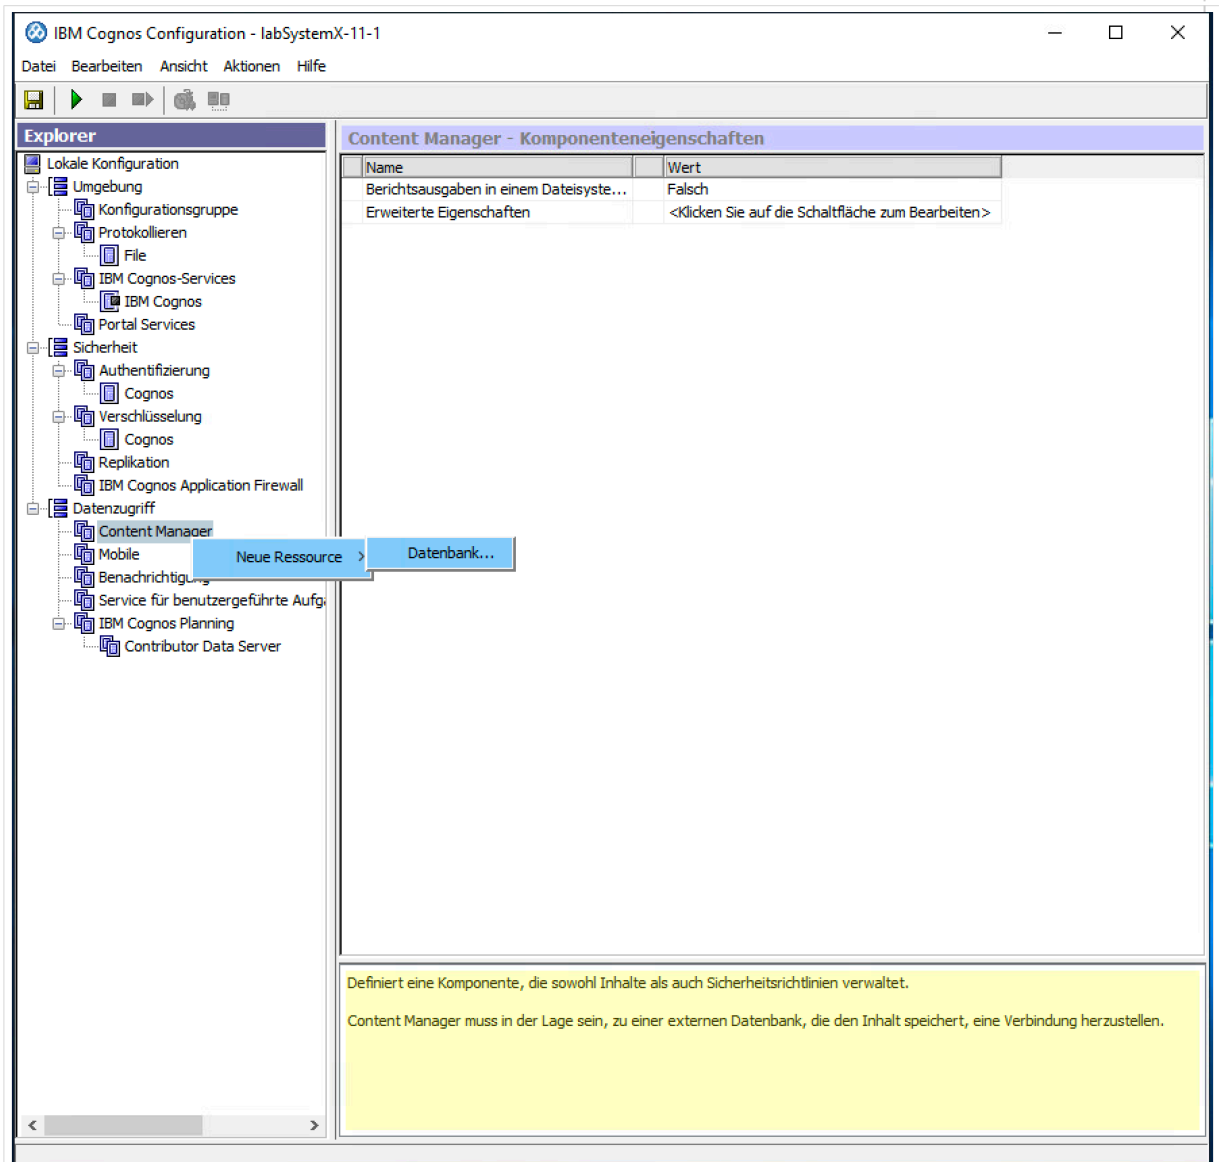 IBM Cognos Configuration - labSystemX-11-1
Datei Bearbeiten Ansicht Aktionen Hilfe
Explorer
Lokale Konfiguration
Umgebung
Konfigurationsgruppe
Protokollieren
File
IBM Cognos-Services
IBM Cognos
Portal Services
Sicherheit
Authentifizierung
Cognos
Verschlüsselung
Cognos
Replikation
IBM Cognos Application Firewall
Datenzugriff
Content Manager
Mobile
Benachrichtigung
Service für benutzergeführte Aufga
IBM Cognos Planning
Contributor Data Server
Neue Ressource >
Datenbank...
Content Manager - Komponenteneigenschaften
Name Wert
Berichtsausgaben in einem Dateisyste... Falsch
Erweiterte Eigenschaften <Klicken Sie auf die Schaltfläche zum Bearbeiten>
Definiert eine Komponente, die sowohl Inhalte als auch Sicherheitsrichtlinien verwaltet.
Content Manager muss in der Lage sein, zu einer externen Datenbank, die den Inhalt speichert, eine Verbindung herzustellen.